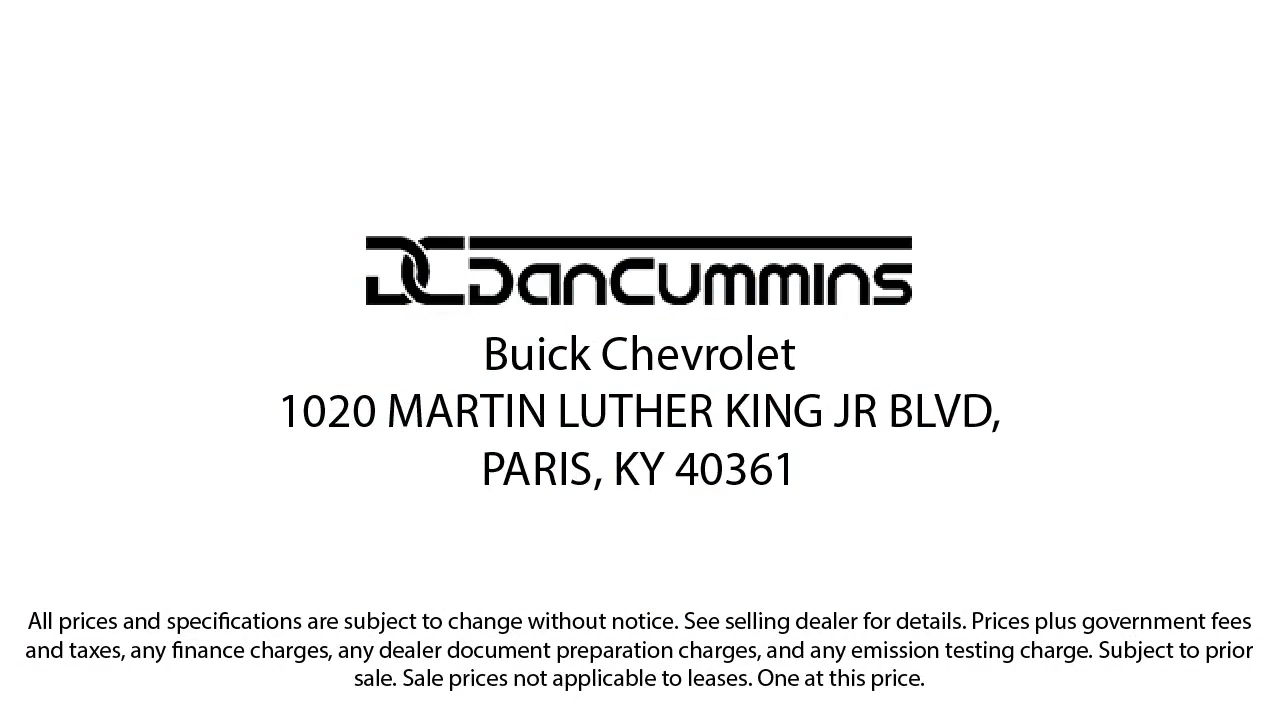 DC DanCummins
Buick Chevrolet
1020 MARTIN LUTHER KING JR BLVD,
PARIS, KY 40361
All prices and specifications are subject to change without notice. See selling dealer for details. Prices plus government fees
and taxes, any finance charges, any dealer document preparation charges, and any emission testing charge. Subject to prior
sale. Sale prices not applicable to leases. One at this price.